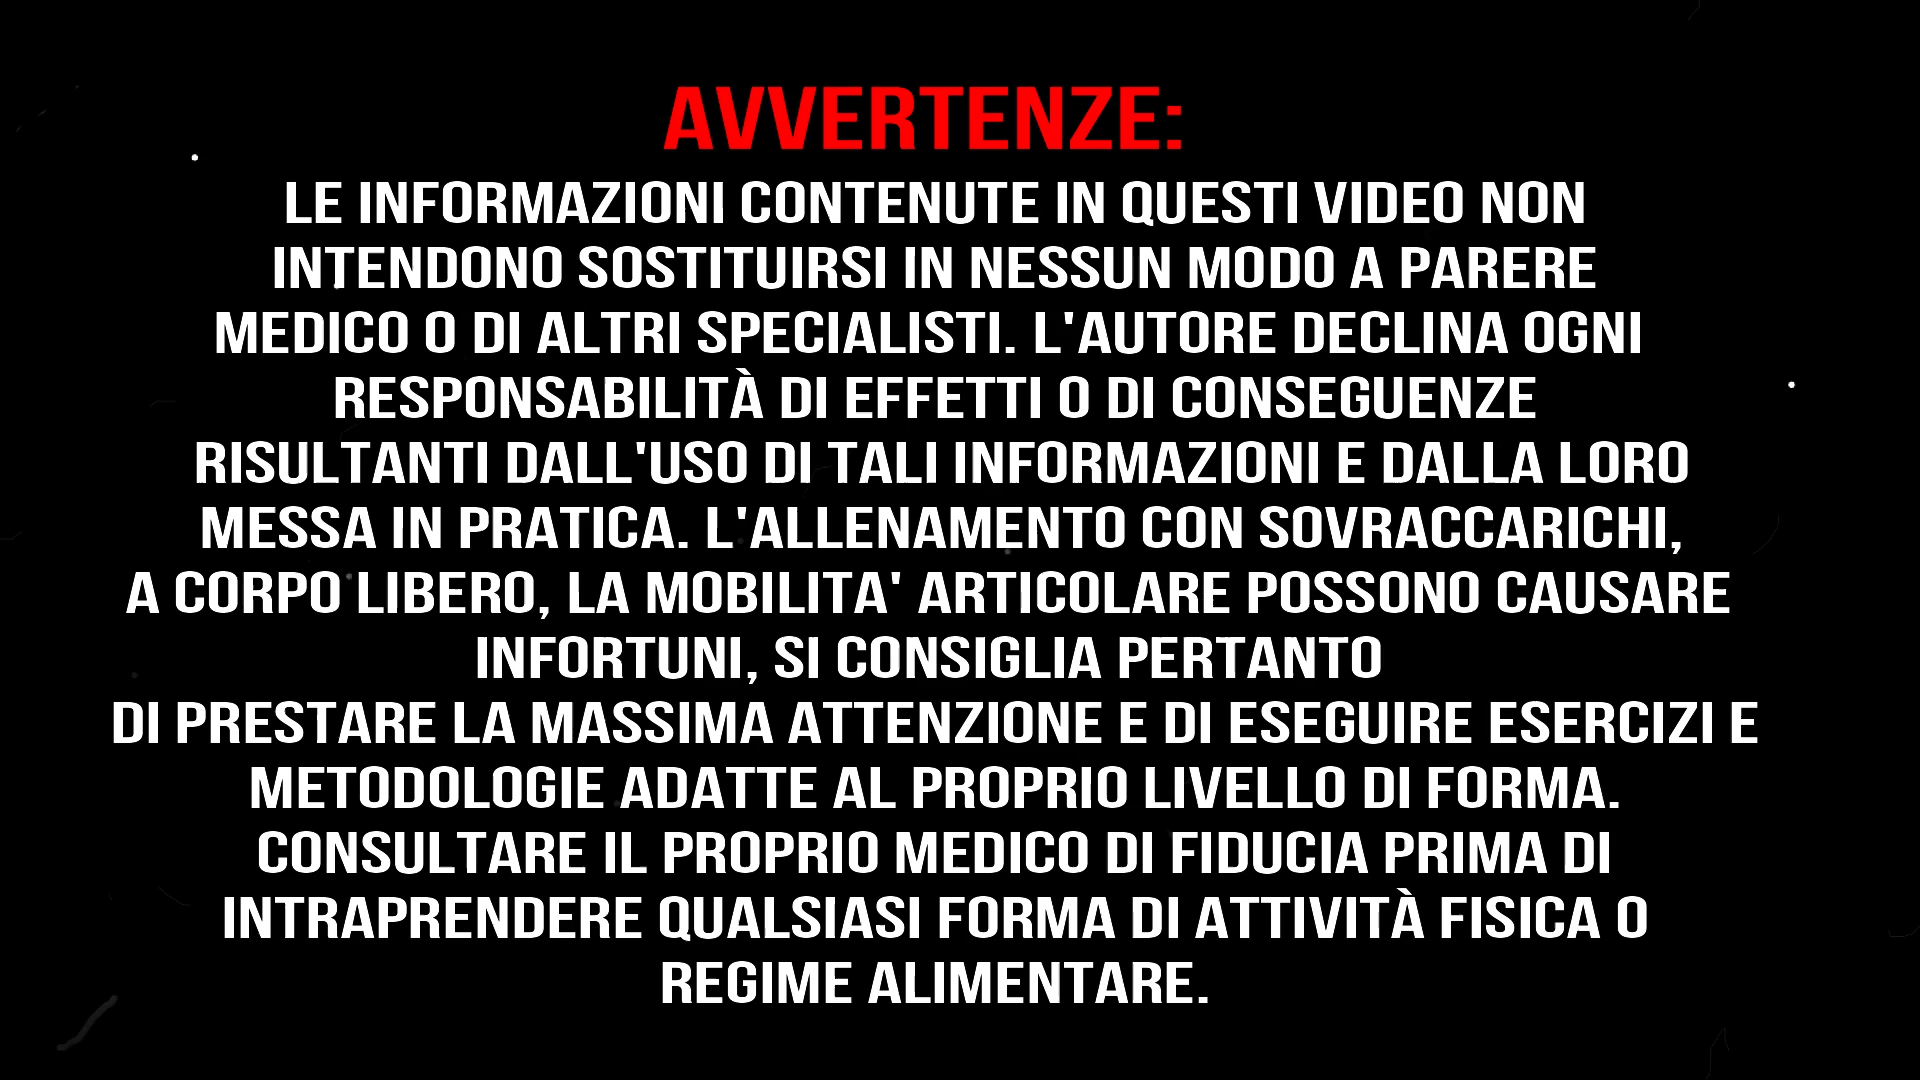 AVVERTENZE:
LE INFORMAZIONI CONTENUTE IN QUESTI VIDEO NON
INTENDONO SOSTITUIRSI IN NESSUN MODO A PARERE
MEDICO O DI ALTRI SPECIALISTI. L'AUTORE DECLINA OGNI
RESPONSABILITÀ DI EFFETTI O DI CONSEGUENZE
RISULTANTI DALL'USO DI TALI INFORMAZIONI E DALLA LORO
MESSA IN PRATICA. L'ALLENAMENTO CON SOVRACCARICHI,
A CORPO LIBERO, LA MOBILITA' ARTICOLARE POSSONO CAUSARE
INFORTUNI, SI CONSIGLIA PERTANTO
DI PRESTARE LA MASSIMA ATTENZIONE E DI ESEGUIRE ESERCIZI E
METODOLOGIE ADATTE AL PROPRIO LIVELLO DI FORMA.
CONSULTARE IL PROPRIO MEDICO DI FIDUCIA PRIMA DI
INTRAPRENDERE QUALSIASI FORMA DI ATTIVITÀ FISICA O
REGIME ALIMENTARE.